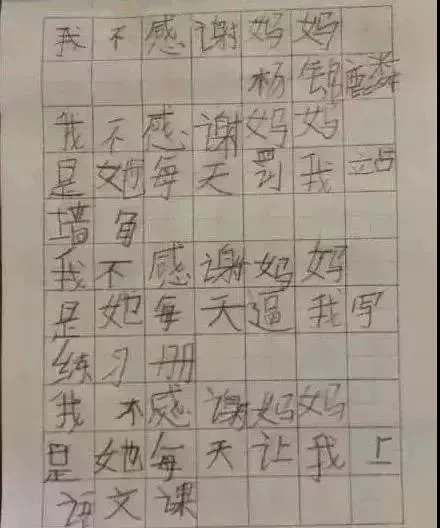 我不感谢妈妈
杨锦麟
我不感谢妈妈
是她每天罚我站
墙角
我不感谢妈妈
是她每天逼我写
练习册
我不感谢妈妈
是她每天让我上
语文课